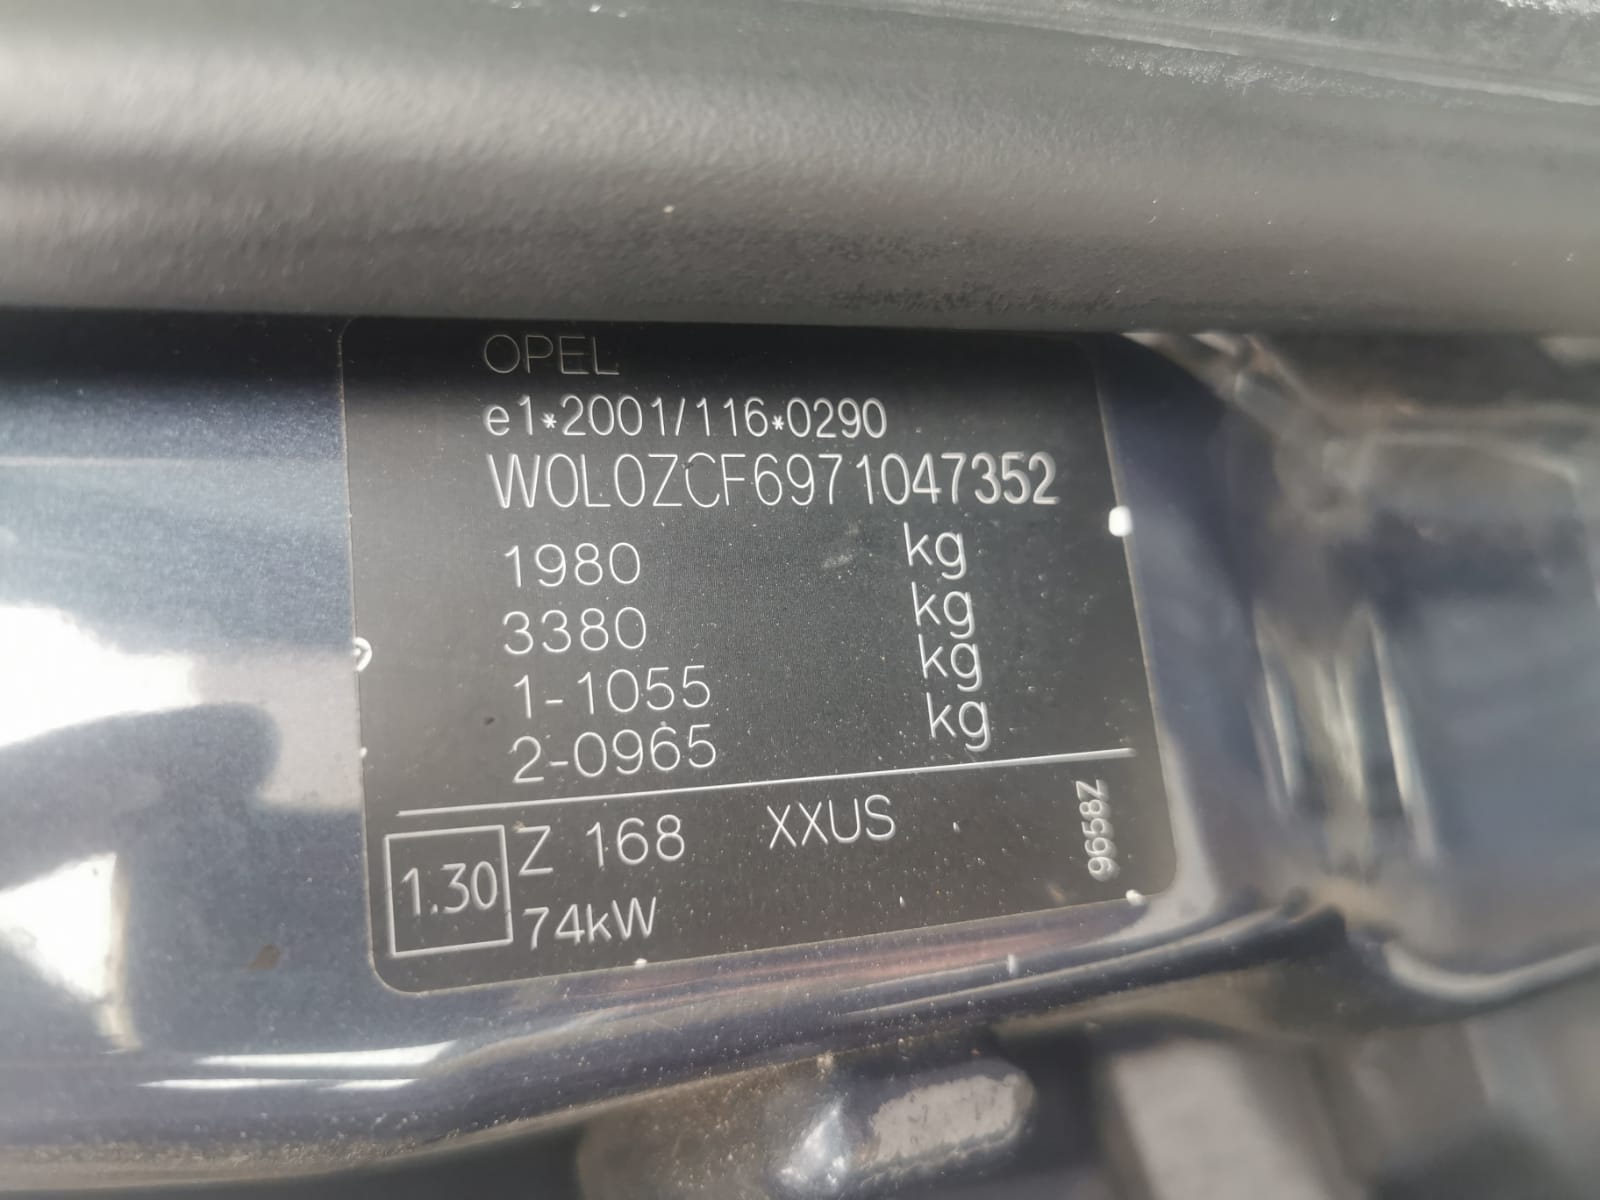 OPEL
e1*2001/116*0290
W0L0ZCF6971047352
1980 kg
3380 kg
1-1055 kg
2-0965 kg
1.30
Z 168 XXUS
74kW
9658Z